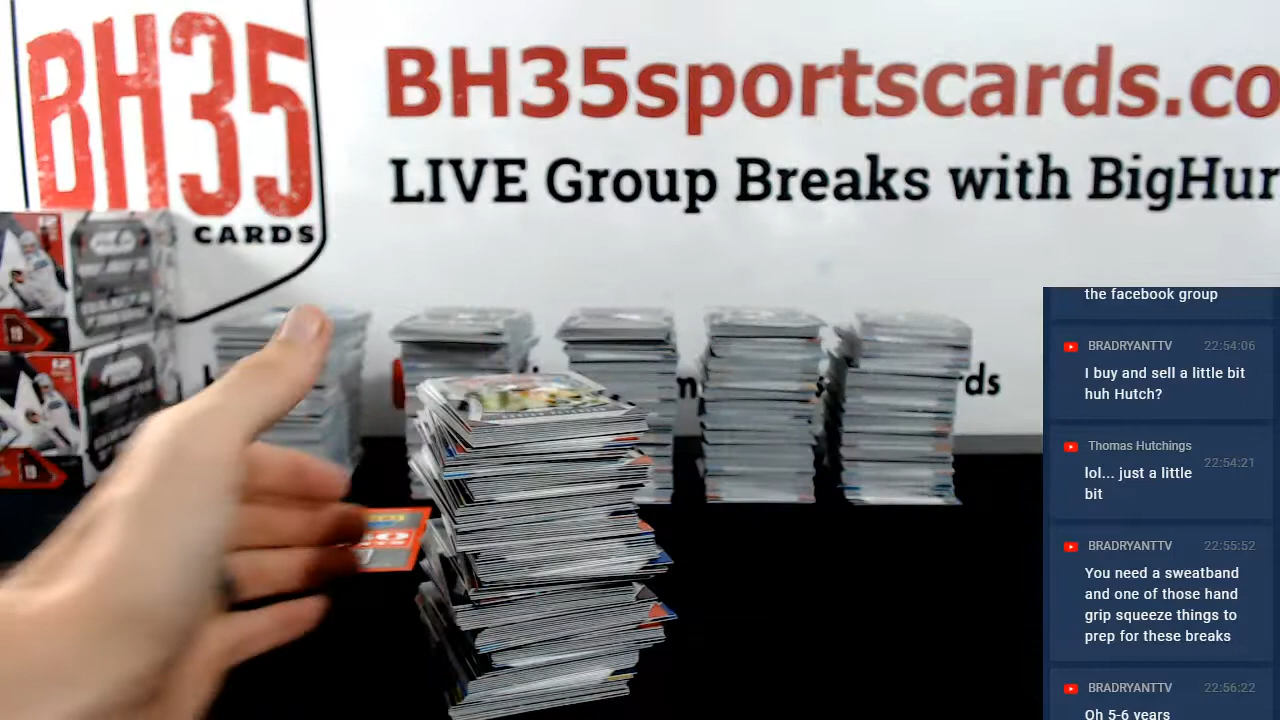 BH35
CARDS
BH35sportscards.co
LIVE Group Breaks with BigHur
ds
the facebook group
BRADRYANTTV 22:54:06
I buy and sell a little bit
huh Hutch?
Thomas Hutchings 22:54:21
lol... just a little
bit
BRADRYANTTV 22:55:52
You need a sweatband
and one of those hand
grip squeeze things to
prep for these breaks
BRADRYANTTV 22:56:22
Oh 5-6 years